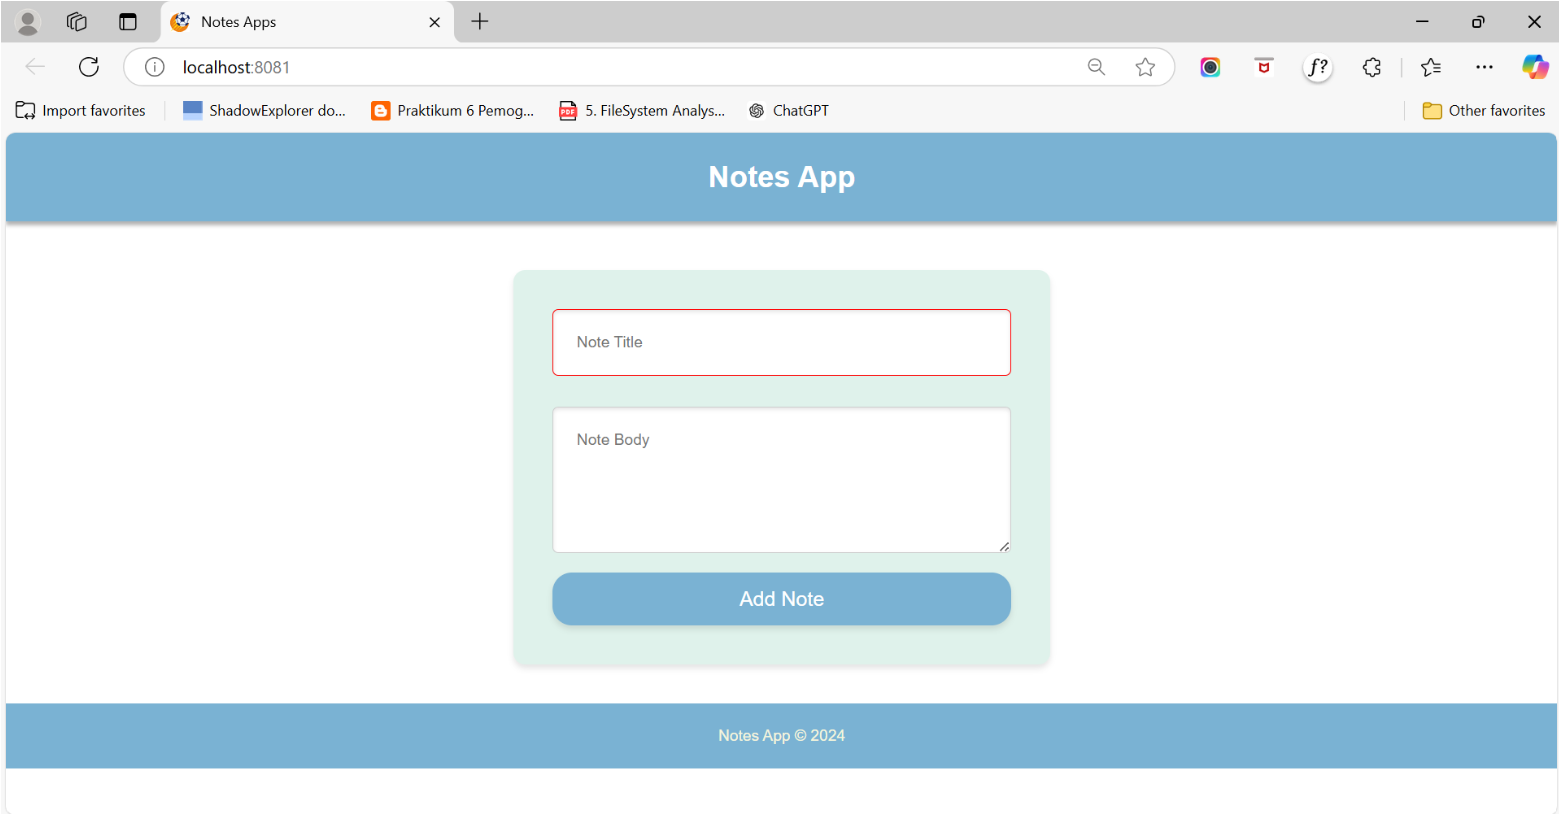 Notes Apps
localhost:8081
f?
Import favorites
ShadowExplorer do...
Praktikum 6 Pemog...
PDF
5. FileSystem Analys...
ChatGPT
Other favorites
Notes App
Note Title
Note Body
Add Note
Notes App © 2024